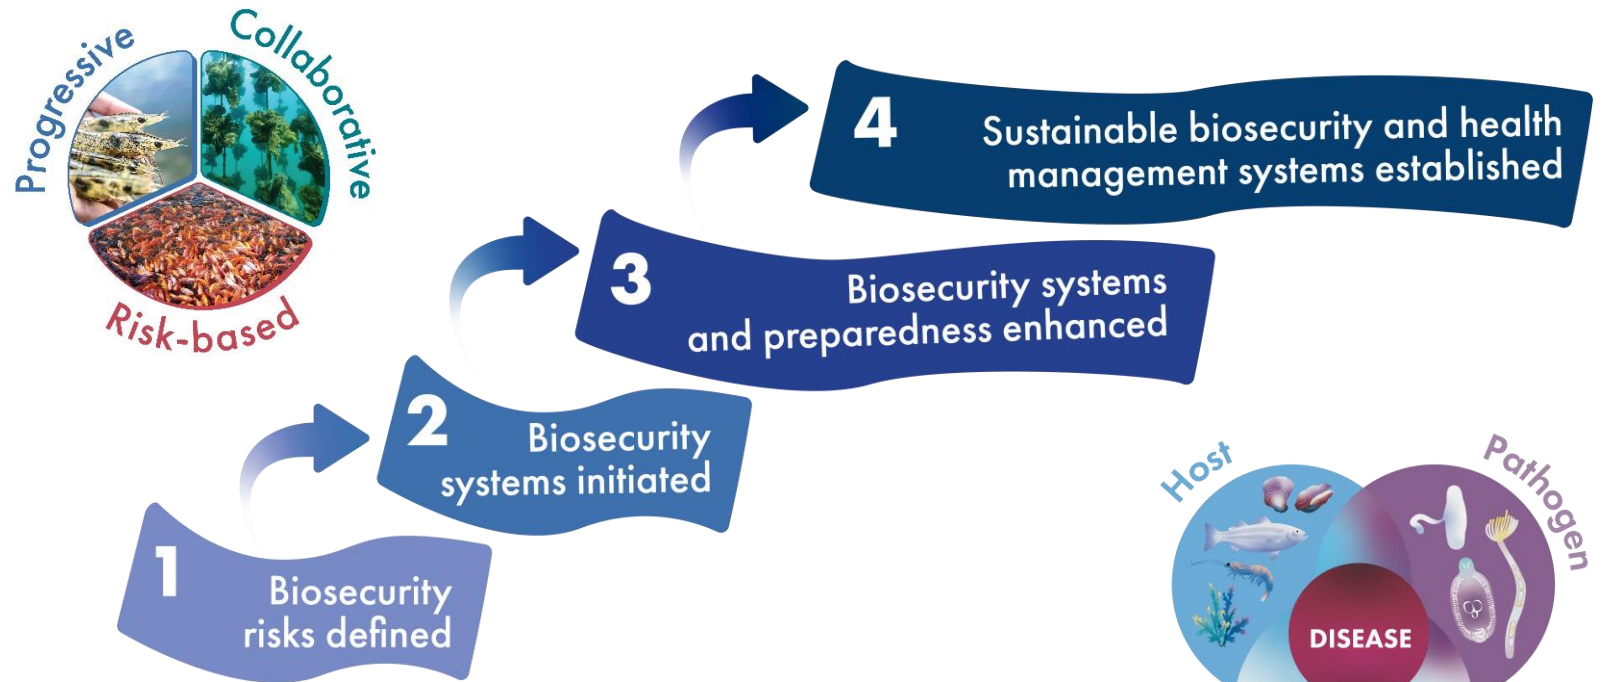 Progressive
Collaborative
Risk-based
4
Sustainable biosecurity and health
management systems established
3
Biosecurity systems
and preparedness enhanced
2
Biosecurity
systems initiated
1
Biosecurity
risks defined
Host
Pathogen
DISEASE